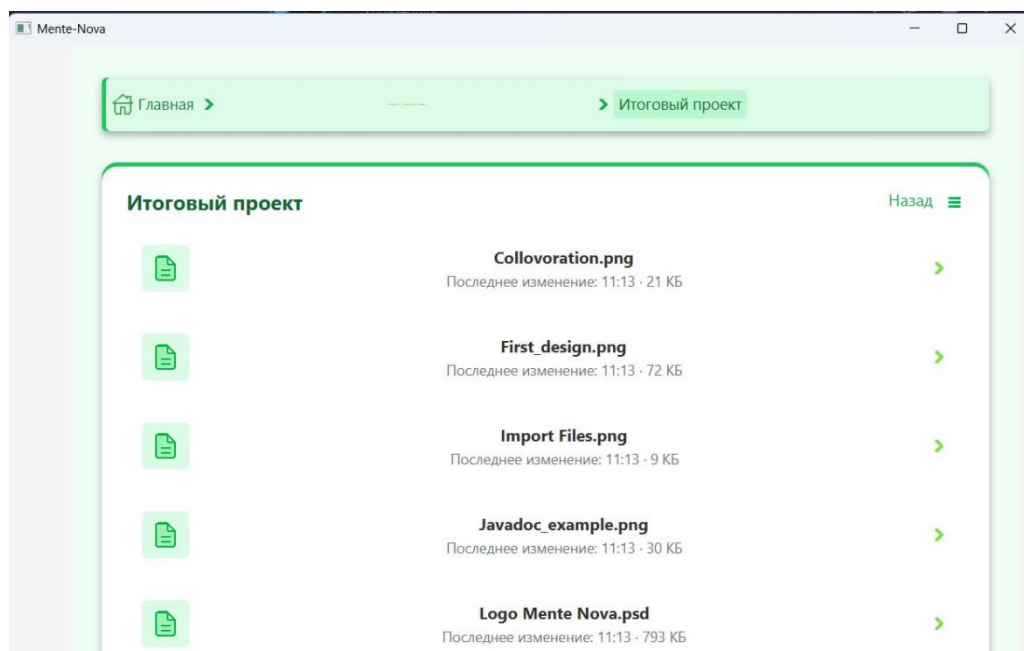 Mente-Nova
Главная
Итоговый проект
Итоговый проект
Назад
Collovoration.png
Последнее изменение: 11:13 · 21 КБ
First_design.png
Последнее изменение: 11:13 · 72 КБ
Import Files.png
Последнее изменение: 11:13 · 9 КБ
Javadoc_example.png
Последнее изменение: 11:13 · 30 КБ
Logo Mente Nova.psd
Последнее изменение: 11:13 · 793 КБ